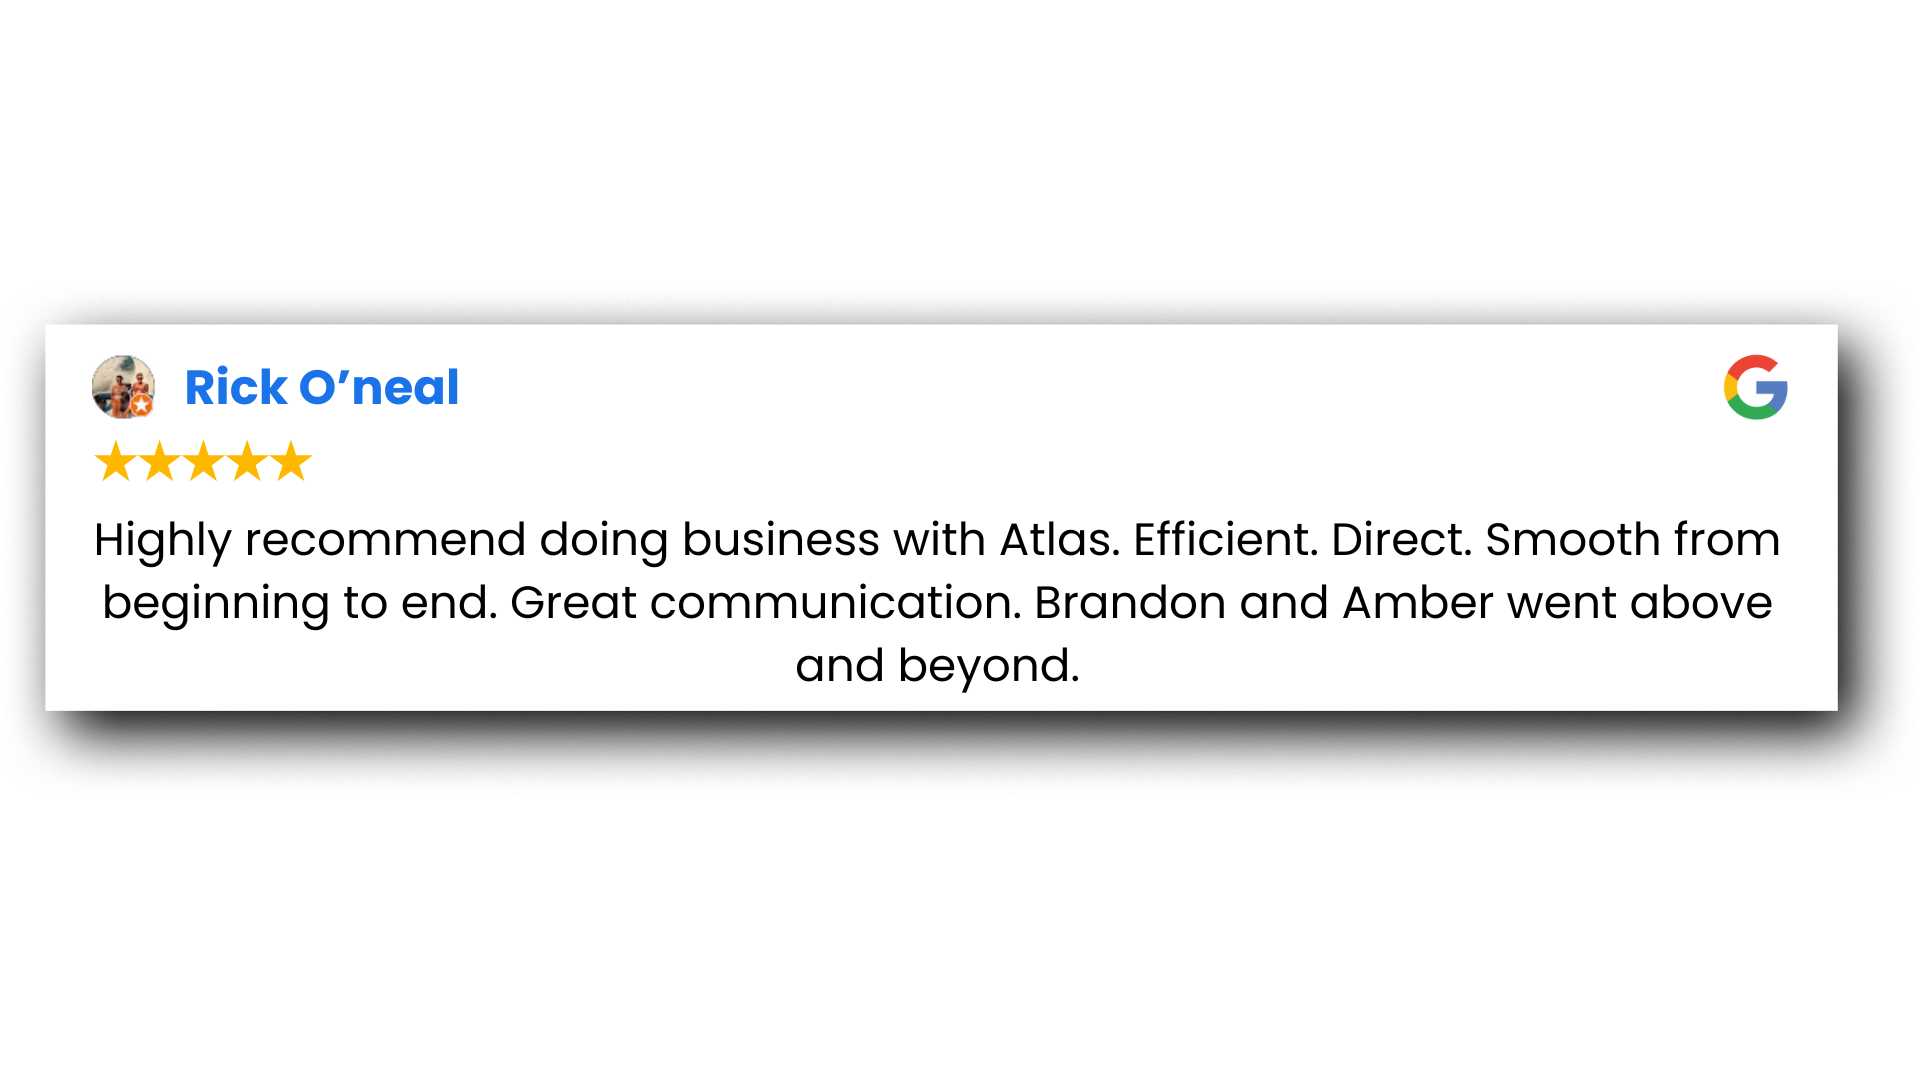 Rick O’neal
Highly recommend doing business with Atlas. Efficient. Direct. Smooth from
beginning to end. Great communication. Brandon and Amber went above
and beyond.